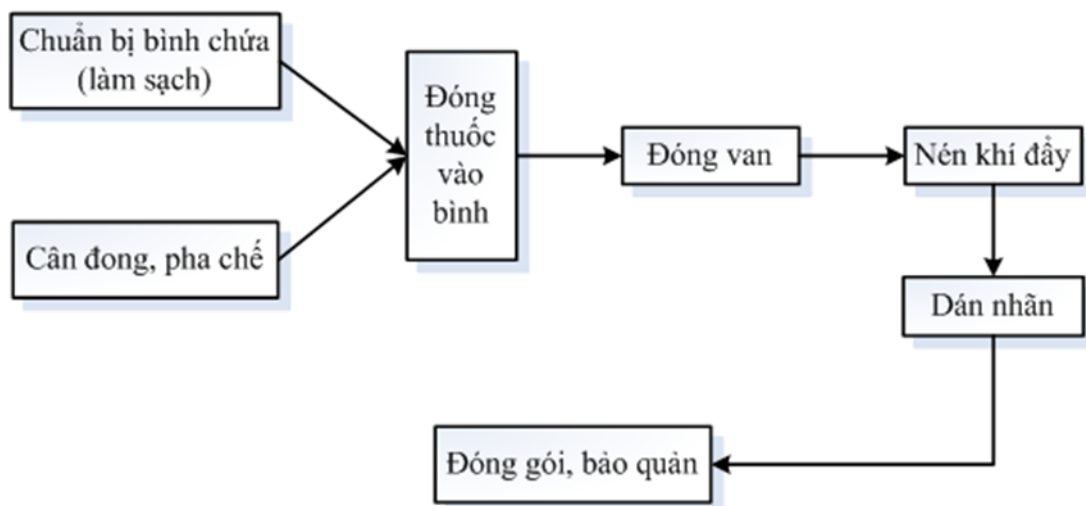 Chuẩn bị bình chứa
(làm sạch)
Cân đong, pha chế
Đóng
thuốc
vào
bình
Đóng van
Nén khí đẩy
Dán nhãn
Đóng gói, bảo quản